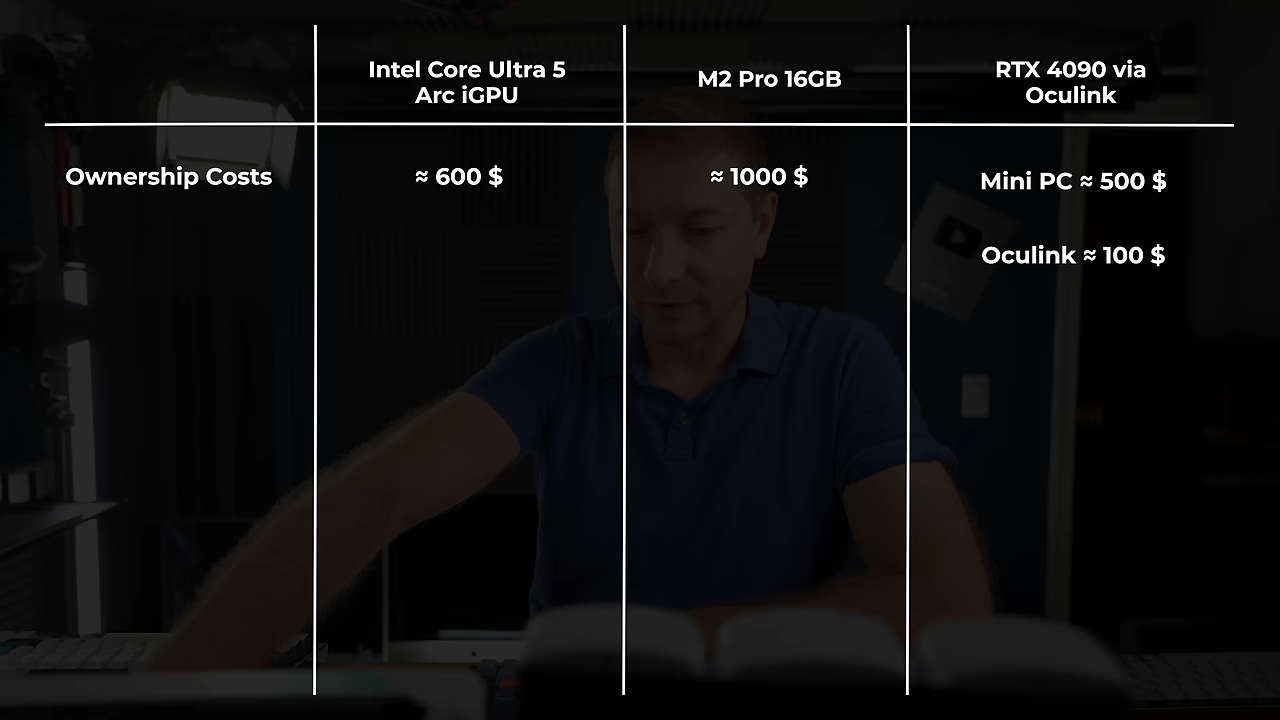 Intel Core Ultra 5
Arc iGPU
M2 Pro 16GB
RTX 4090 via
Oculink
Ownership Costs
≈ 600 $
≈ 1000 $
Mini PC ≈ 500 $
Oculink ≈ 100 $